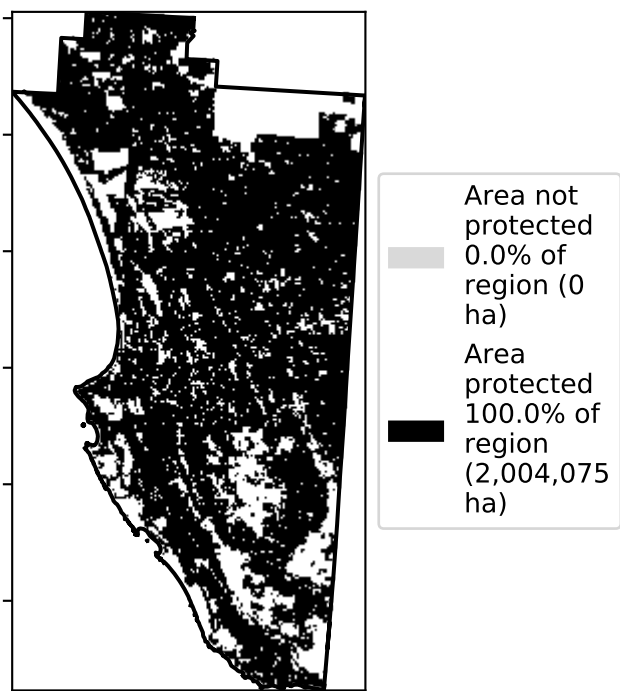 Area not
protected
0.0% of
region (0
ha)
Area
protected
100.0% of
region
(2,004,075
ha)